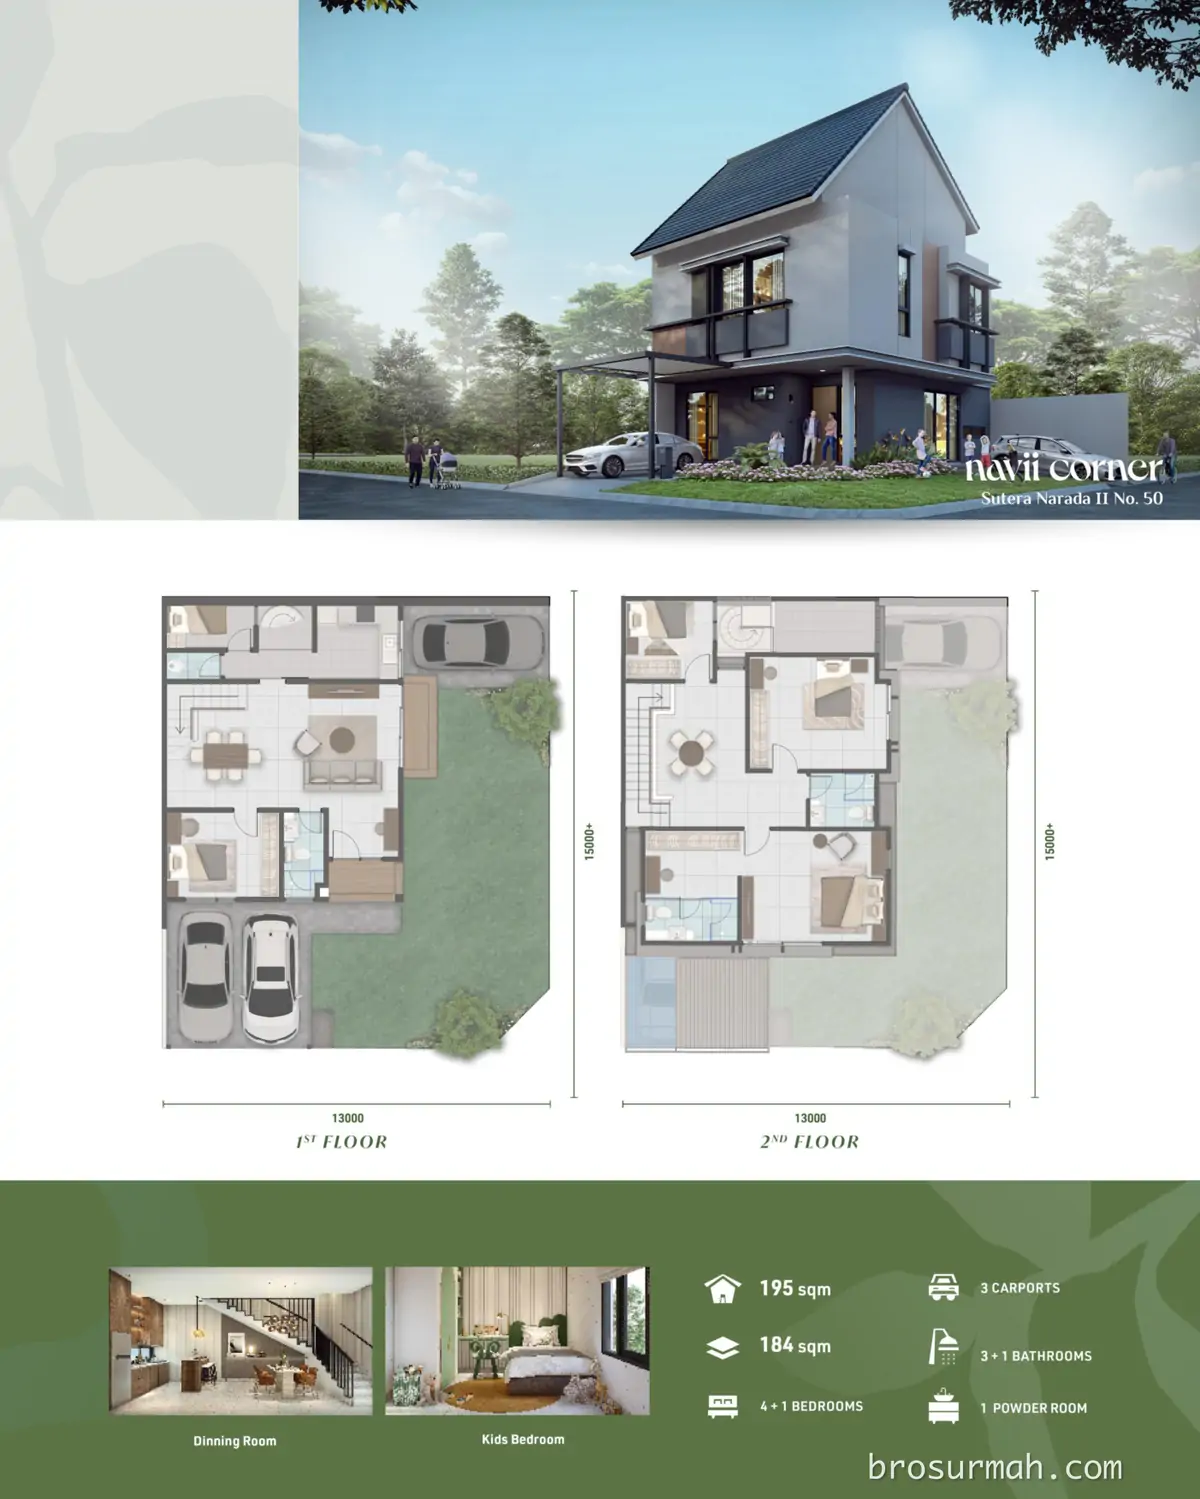 navii corner
Sutera Narada II No. 50
15000+
15000+
13000
13000
1ST FLOOR
2ND FLOOR
195 sqm
3 CARPORTS
184 sqm
3 + 1 BATHROOMS
4 + 1 BEDROOMS
1 POWDER ROOM
Dinning Room
Kids Bedroom
brosurmah.com